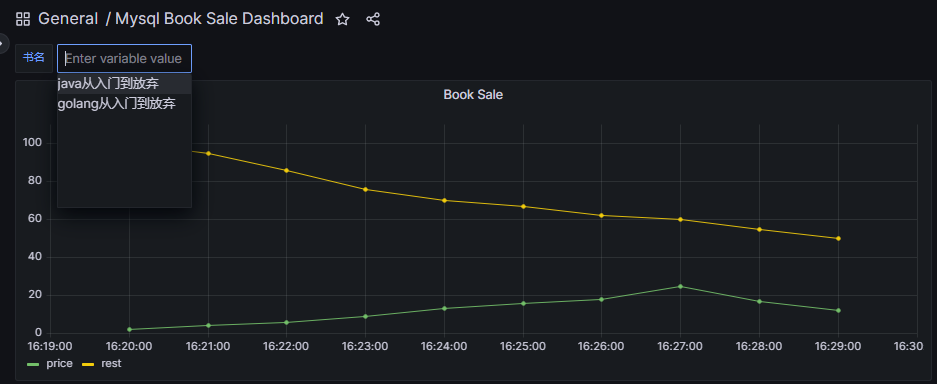 General / Mysql Book Sale Dashboard
书名 Enter variable value
java从入门到放弃
golang从入门到放弃
Book Sale
100
80
60
40
20
0
16:19:00 16:20:00 16:21:00 16:22:00 16:23:00 16:24:00 16:25:00 16:26:00 16:27:00 16:28:00 16:29:00 16:30
price rest